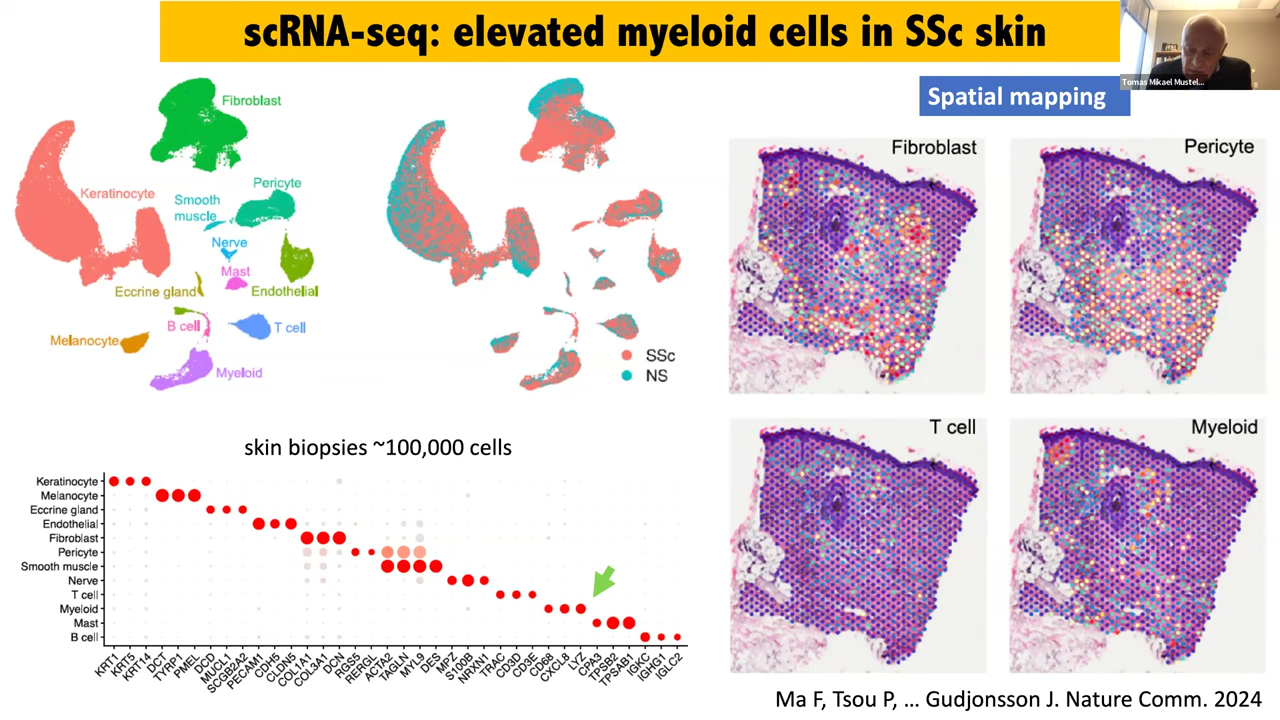 scRNA-seq: elevated myeloid cells in SSc skin
Tomas Mikael Mustel...
Spatial mapping
Fibroblast
Keratinocyte
Smooth
muscle
Pericyte
Nerve
Mast
Eccrine gland
Endothelial
B cell
T cell
Melanocyte
Myeloid
SSc
NS
Fibroblast
Pericyte
T cell
Myeloid
skin biopsies ~100,000 cells
Keratinocyte
Melanocyte
Eccrine gland
Endothelial
Fibroblast
Pericyte
Smooth muscle
Nerve
T cell
Myeloid
Mast
B cell
KRT1
KRT5
KRT14
DCT
TYRP1
PMEL
DCD
MUCL1
SCGB2A2
PECAM1
CDH5
CLDN5
COL1A1
COL3A1
DCN
RGS5
RERGL
ACTA2
TAGLN
MYL9
DES
MPZ
S100B
NRXN1
TRAC
CD3D
CD3E
CD68
CXCL8
LYZ
CPA3
TPSB2
TPSAB1
IGKC
IGHG1
IGLC2
Ma F, Tsou P, ... Gudjonsson J. Nature Comm. 2024